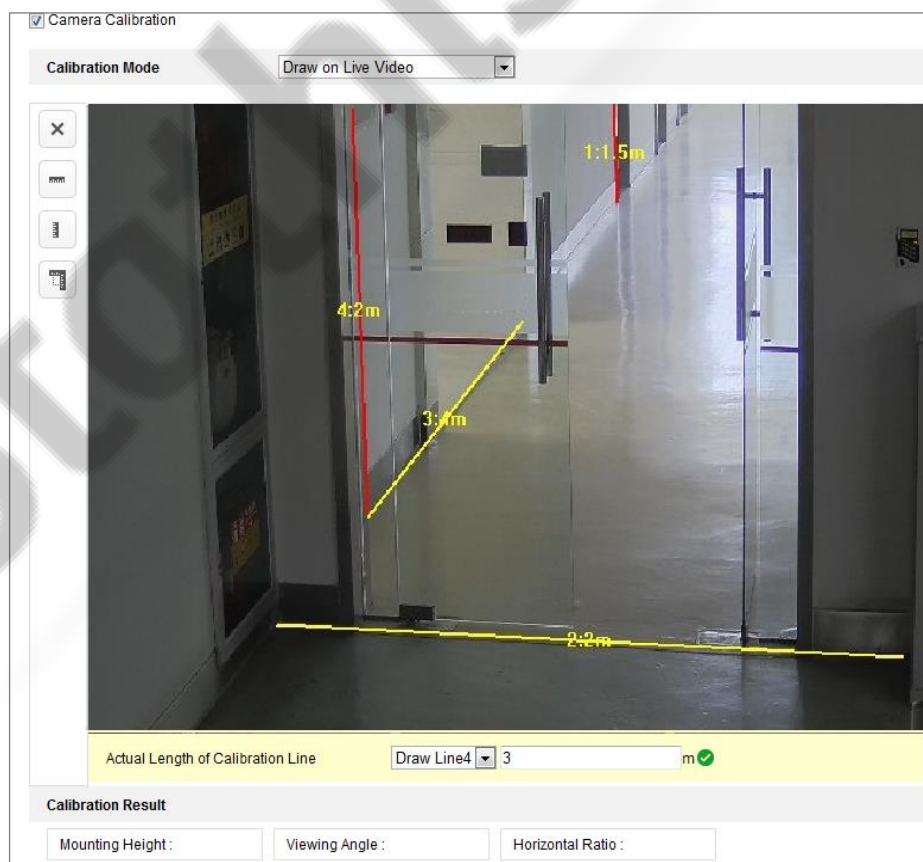 Camera Calibration
Calibration Mode
Draw on Live Video
1:1.5m
4:2m
3:4m
2:2m
Actual Length of Calibration Line
Draw Line4
3
m
Calibration Result
Mounting Height :
Viewing Angle :
Horizontal Ratio :